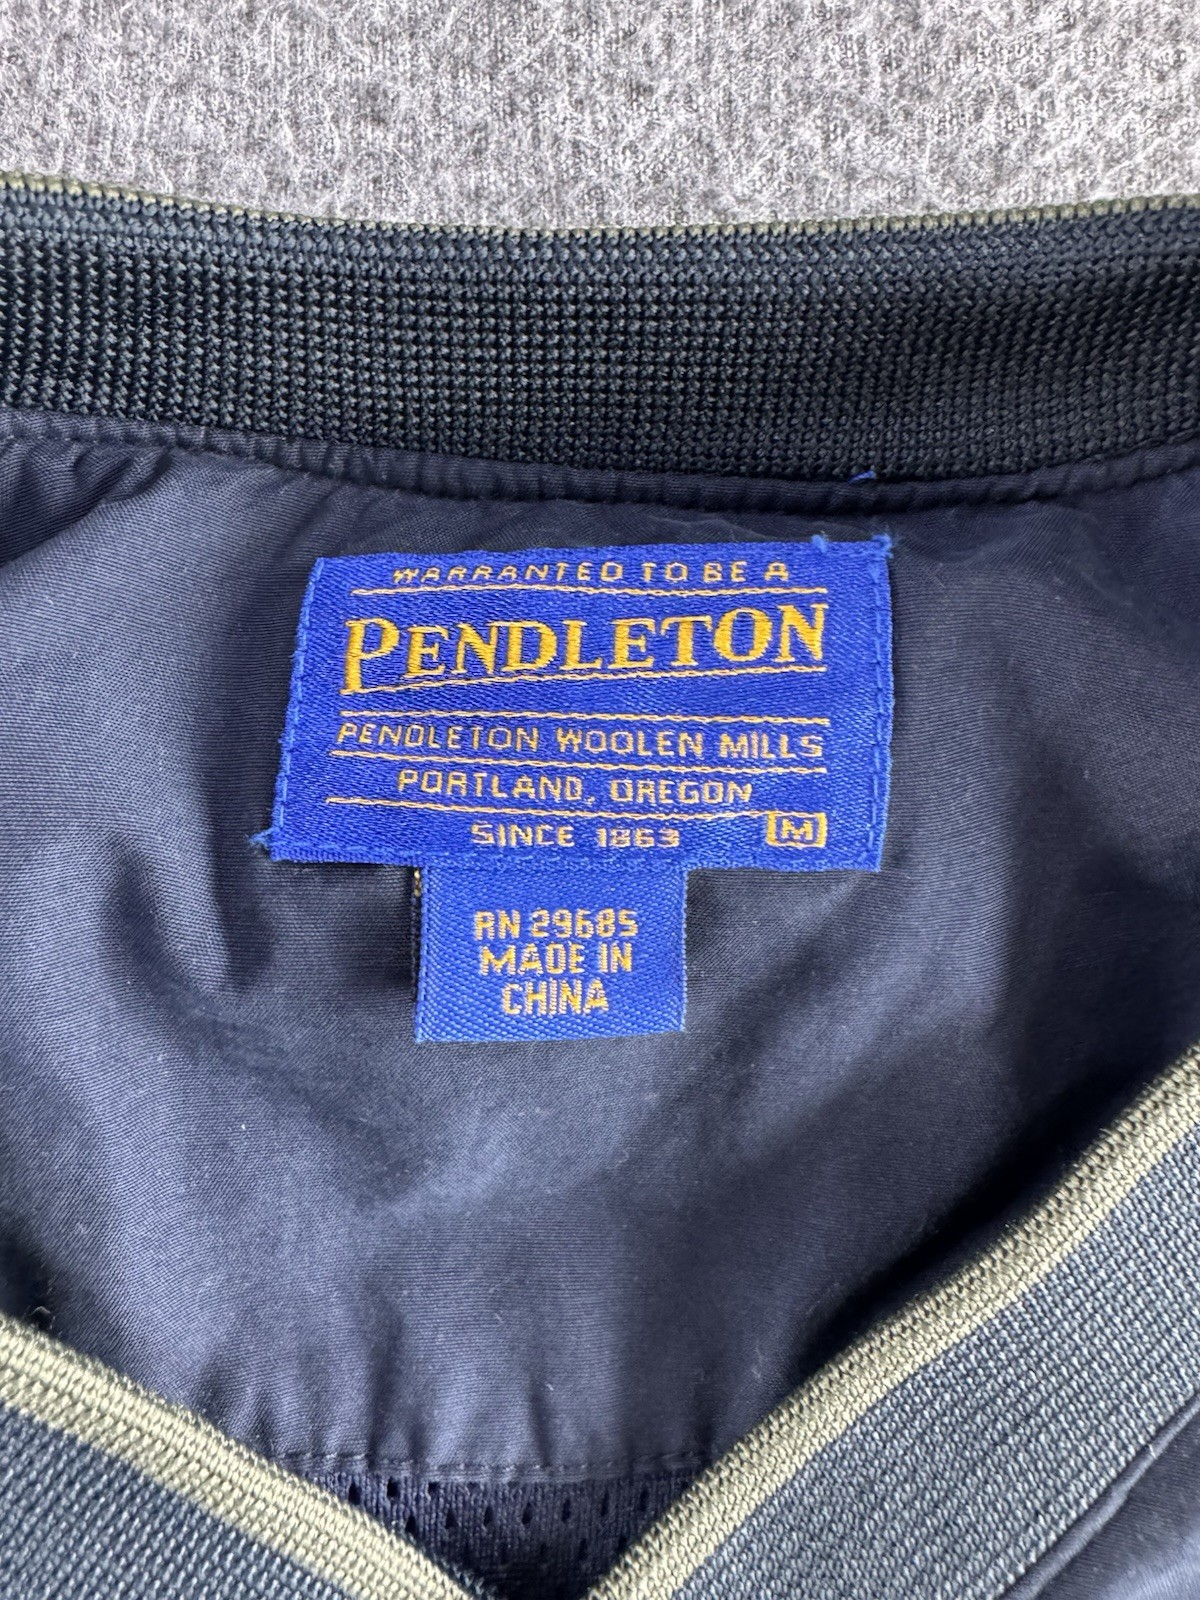 WARRANTED TO BE A
PENDLETON
PENDLETON WOOLEN MILLS
PORTLAND, OREGON
SINCE 1863 M
RN 29685
MADE IN
CHINA